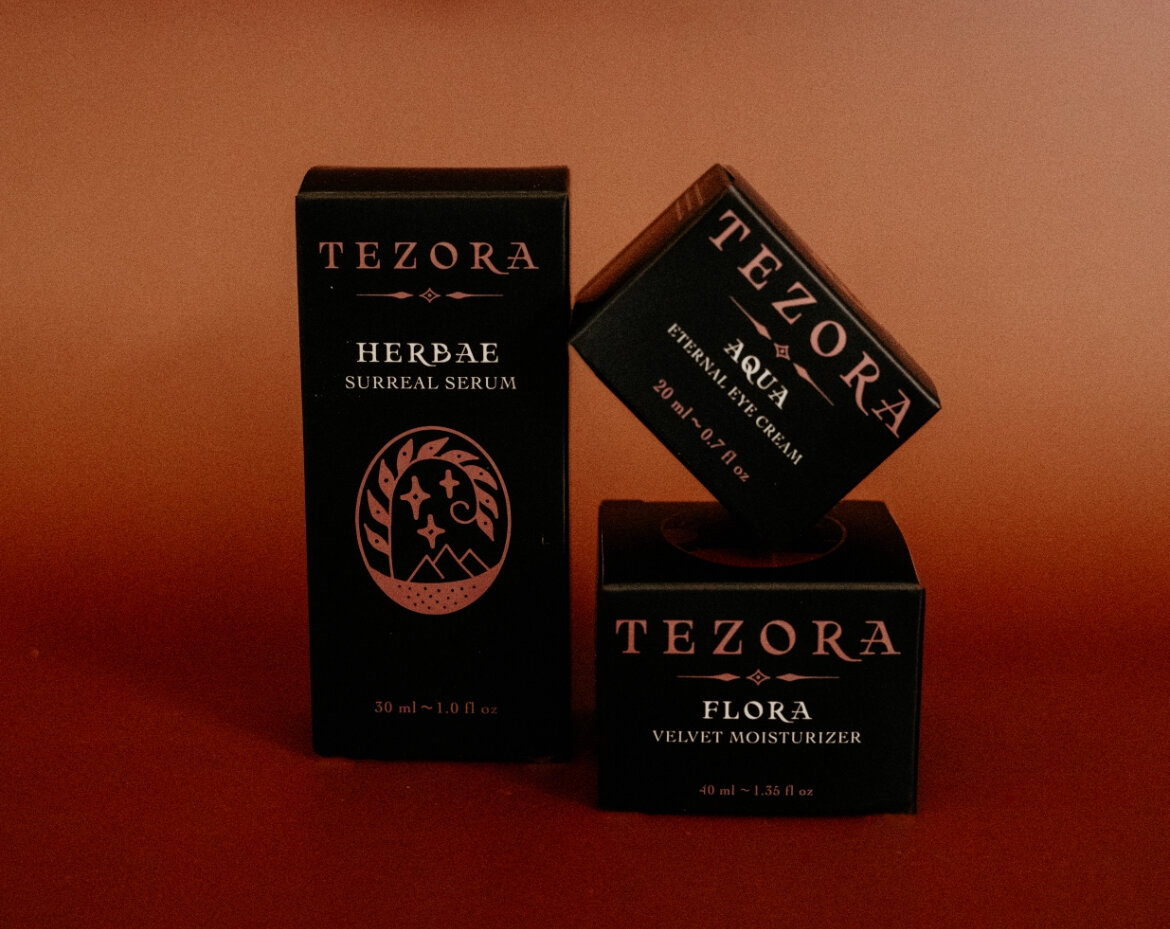 TEZORA
HERBAE
SURREAL SERUM
30 ml ~ 1.0 fl oz
TEZORA
AQUA
ETERNAL EYE CREAM
20 ml ~ 0.7 fl oz
TEZORA
FLORA
VELVET MOISTURIZER
40 ml ~ 1.35 fl oz